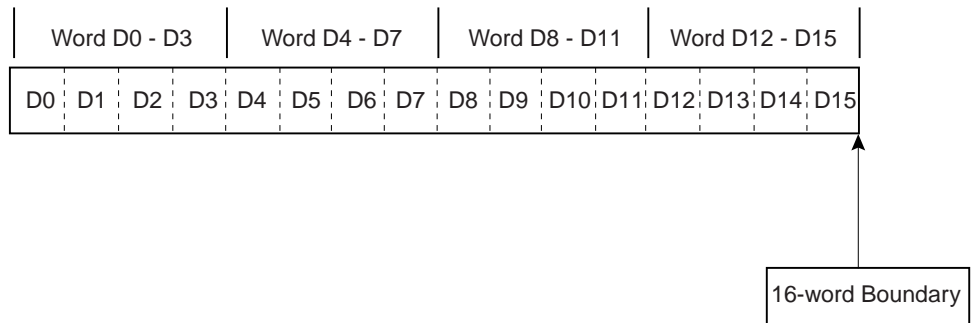 Word D0 - D3 Word D4 - D7 Word D8 - D11 Word D12 - D15
D0 D1 D2 D3 D4 D5 D6 D7 D8 D9 D10 D11 D12 D13 D14 D15
16-word Boundary